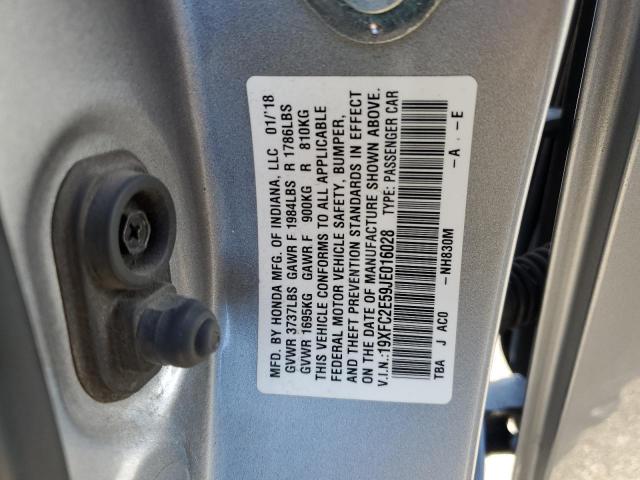 MFD. BY HONDA MFG. OF INDIANA, LLC 01/'18
GVWR 3737LBS GAWR F 1984LBS R 1786LBS
GVWR 1695KG GAWR F 900KG R 810KG
THIS VEHICLE CONFORMS TO ALL APPLICABLE
FEDERAL MOTOR VEHICLE SAFETY, BUMPER,
AND THEFT PREVENTION STANDARDS IN EFFECT
ON THE DATE OF MANUFACTURE SHOWN ABOVE.
V.I.N.:19XFC2E59JE016028 TYPE: PASSENGER CAR
TBA J AC0 -NH830M -A -E